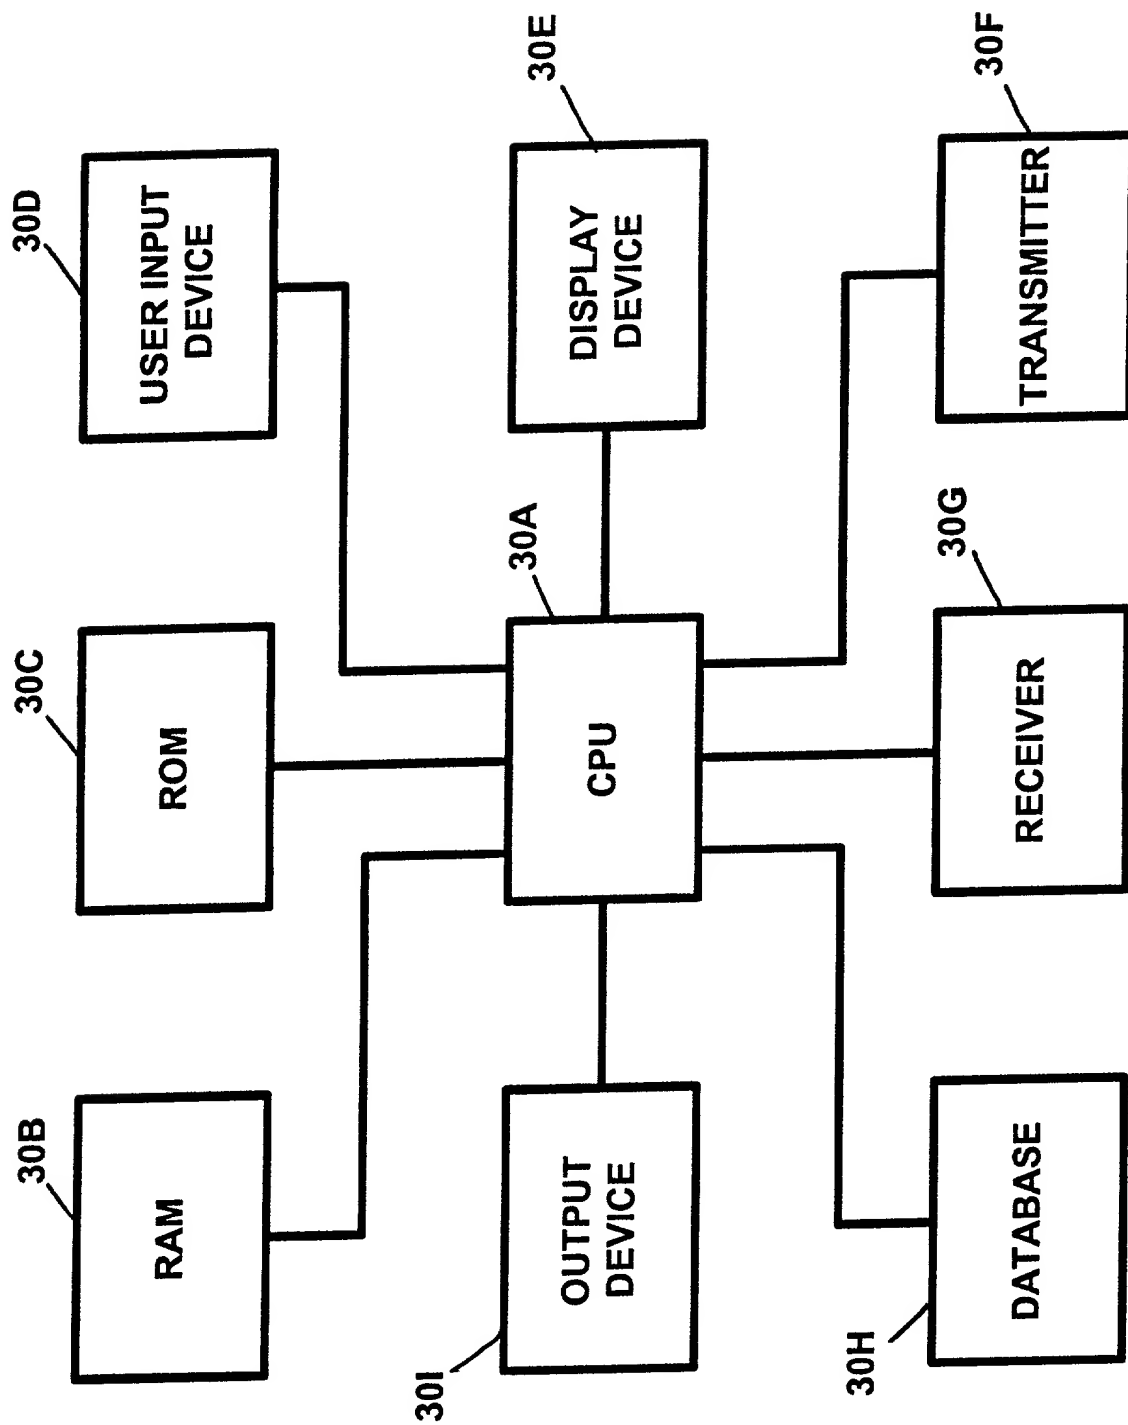 30B
RAM
30C
ROM
30D
USER INPUT
DEVICE
30I
OUTPUT
DEVICE
30A
CPU
30E
DISPLAY
DEVICE
30H
DATABASE
30G
RECEIVER
30F
TRANSMITTER